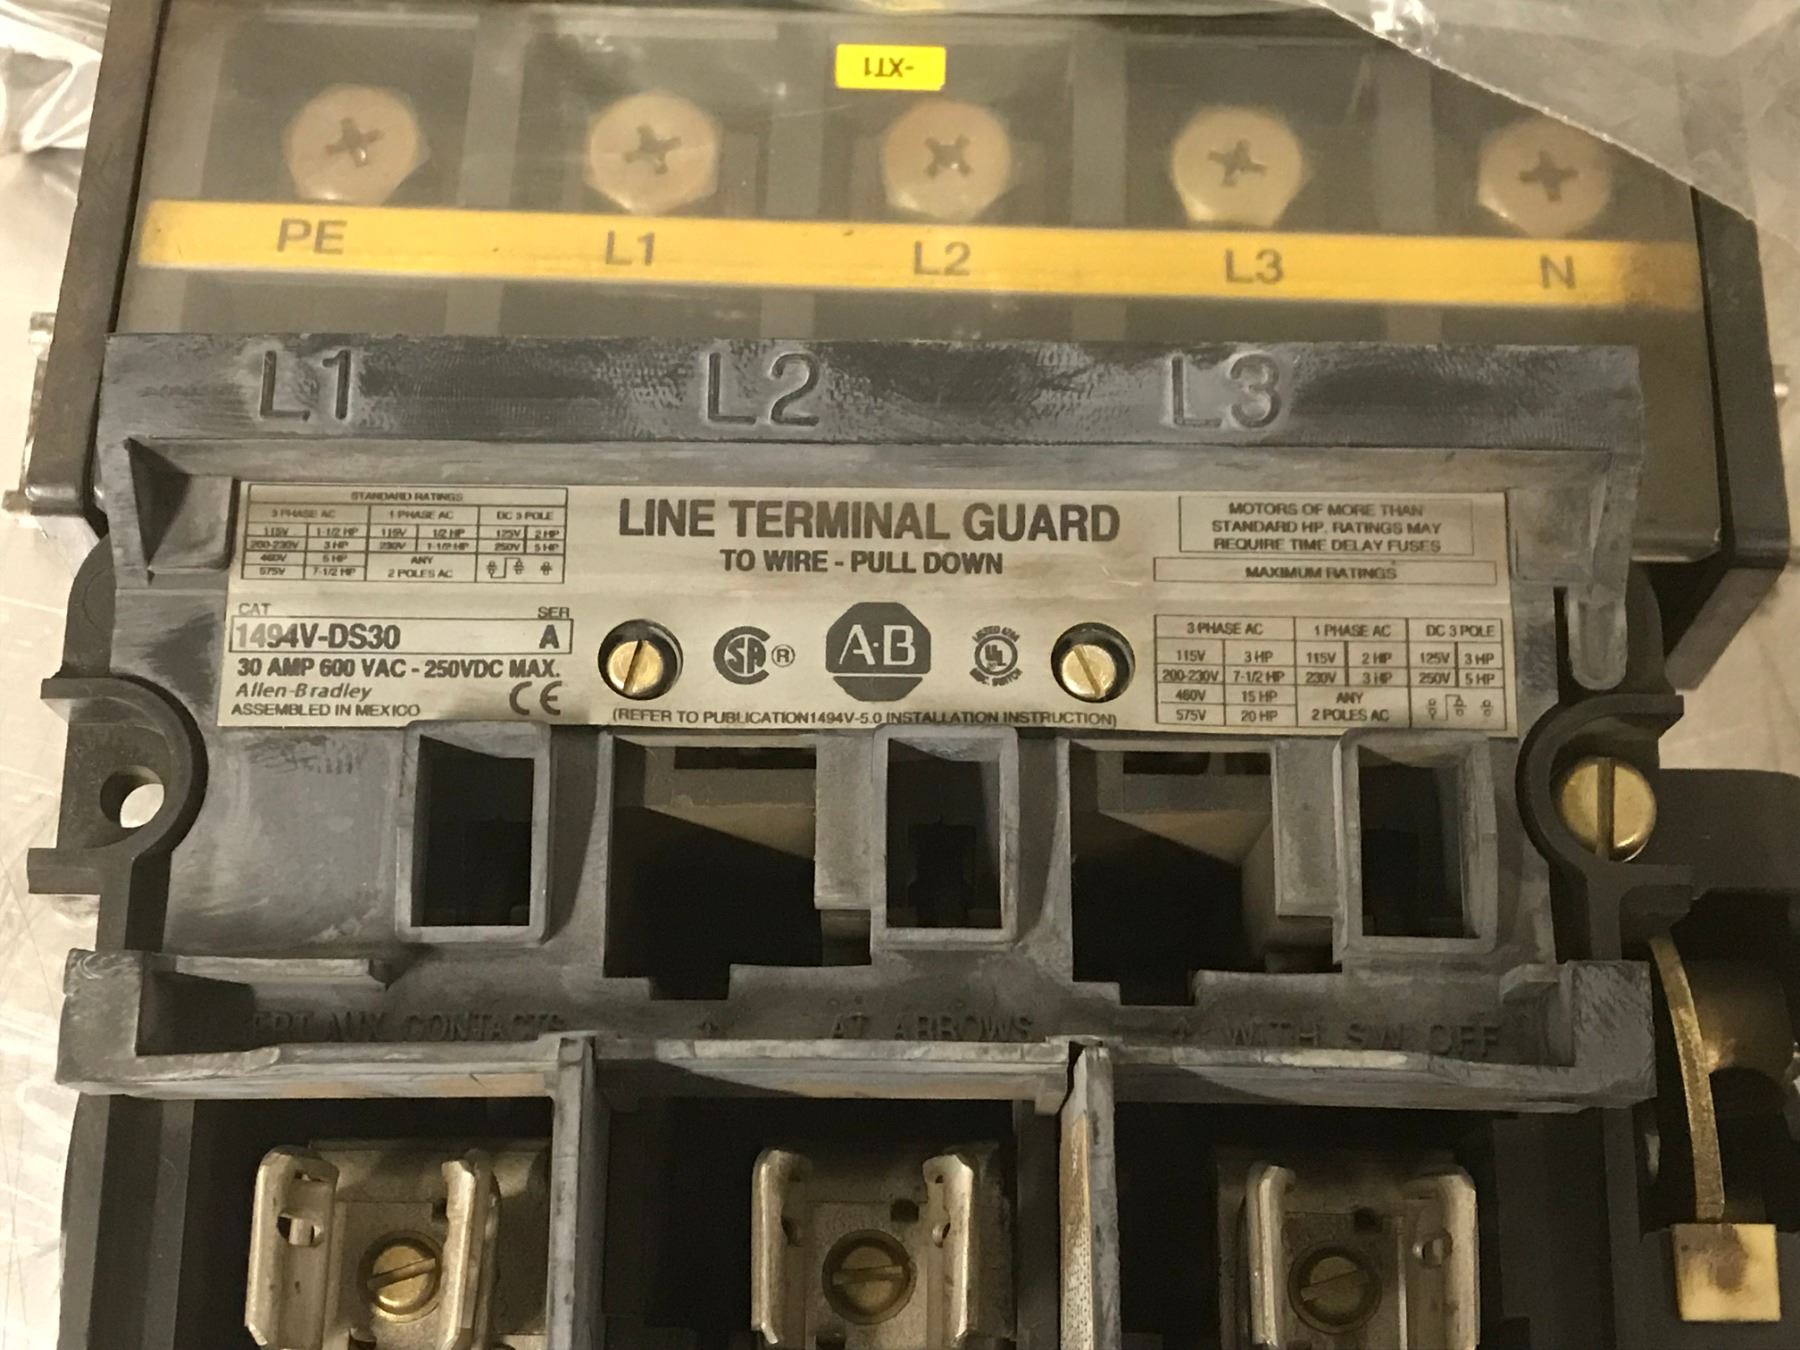 -XT1
PE L1 L2 L3 N
L1 L2 L3
STANDARD RATINGS
3 PHASE AC 1 PHASE AC DC 3 POLE
115V 1-1/2 HP 115V 1/2 HP 125V 2 HP
200-230V 3 HP 230V 1-1/2 HP 250V 5 HP
460V 5 HP ANY
575V 7-1/2 HP 2 POLES AC
LINE TERMINAL GUARD
TO WIRE - PULL DOWN
MOTORS OF MORE THAN
STANDARD HP. RATINGS MAY
REQUIRE TIME DELAY FUSES
MAXIMUM RATINGS
CAT SER
1494V-DS30 A
30 AMP 600 VAC - 250VDC MAX.
Allen-Bradley
ASSEMBLED IN MEXICO CE
SA ®
A·B
LISTED
UL
(REFER TO PUBLICATION1494V-5.0 INSTALLATION INSTRUCTION)
3 PHASE AC 1 PHASE AC DC 3 POLE
115V 3 HP 115V 2 HP 125V 3 HP
200-230V 7-1/2 HP 230V 3 HP 250V 5 HP
460V 15 HP ANY
575V 20 HP 2 POLES AC
AUX CONTACTS AT ARROWS WITH SW OFF